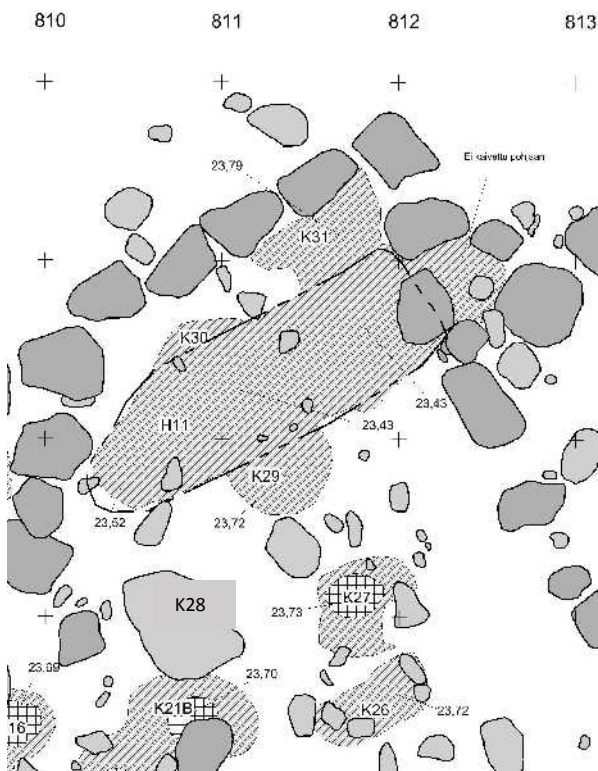 810 811 812 813
23,79
Ei kaivettu pohjaan
K31
K30
23,43
H11
23,43
K29
23,52
23,72
K28
K27
23,73
23,69
23,70
K21B
16
K26
23,72